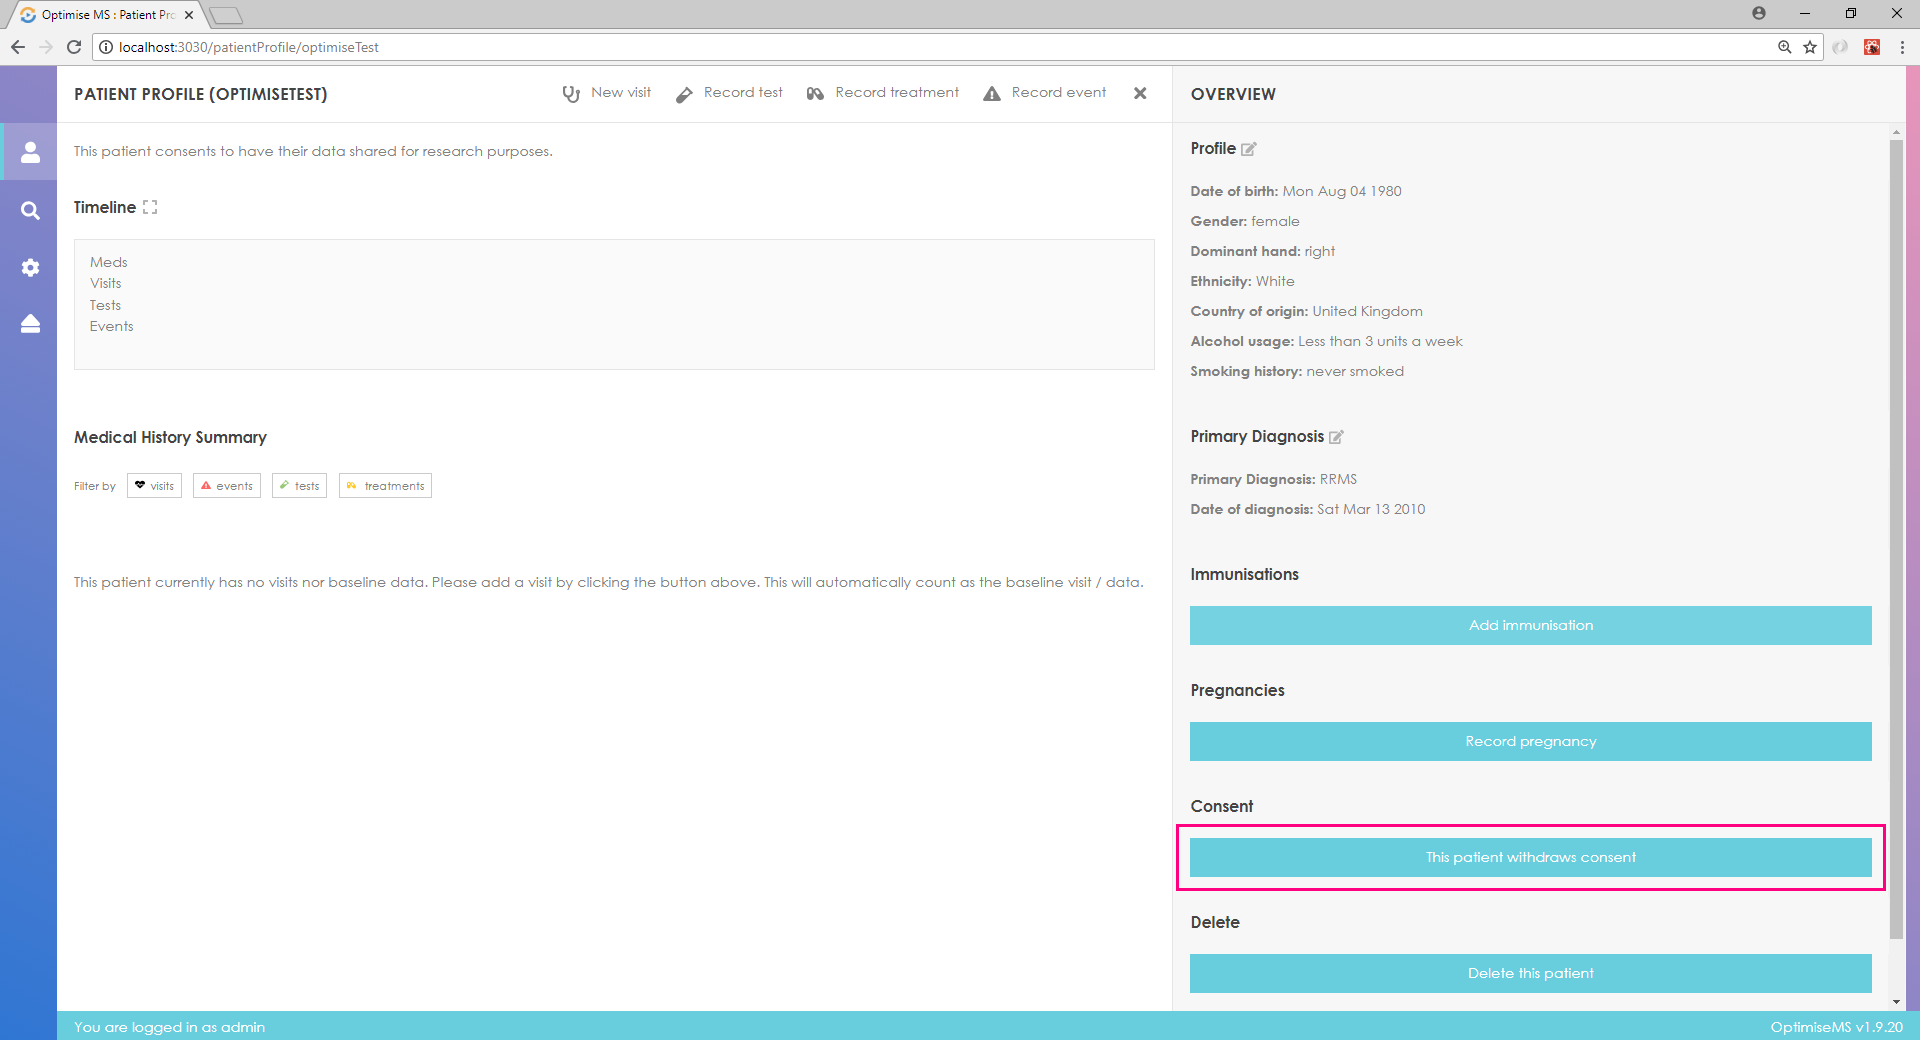 Optimise MS : Patient Pro
localhost:3030/patientProfile/optimiseTest
PATIENT PROFILE (OPTIMISETEST)
New visit
Record test
Record treatment
Record event
OVERVIEW
This patient consents to have their data shared for research purposes.
Timeline
Meds
Visits
Tests
Events
Medical History Summary
Filter by
visits
events
tests
treatments
This patient currently has no visits nor baseline data. Please add a visit by clicking the button above. This will automatically count as the baseline visit / data.
Profile
Date of birth: Mon Aug 04 1980
Gender: female
Dominant hand: right
Ethnicity: White
Country of origin: United Kingdom
Alcohol usage: Less than 3 units a week
Smoking history: never smoked
Primary Diagnosis
Primary Diagnosis: RRMS
Date of diagnosis: Sat Mar 13 2010
Immunisations
Add immunisation
Pregnancies
Record pregnancy
Consent
This patient withdraws consent
Delete
Delete this patient
You are logged in as admin
OptimiseMS v1.9.20